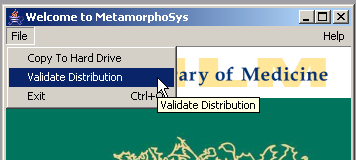 Welcome to MetamorphoSys
File Help
Copy To Hard Drive
Validate Distribution
ary of Medicine
Exit Ctrl+
Validate Distribution